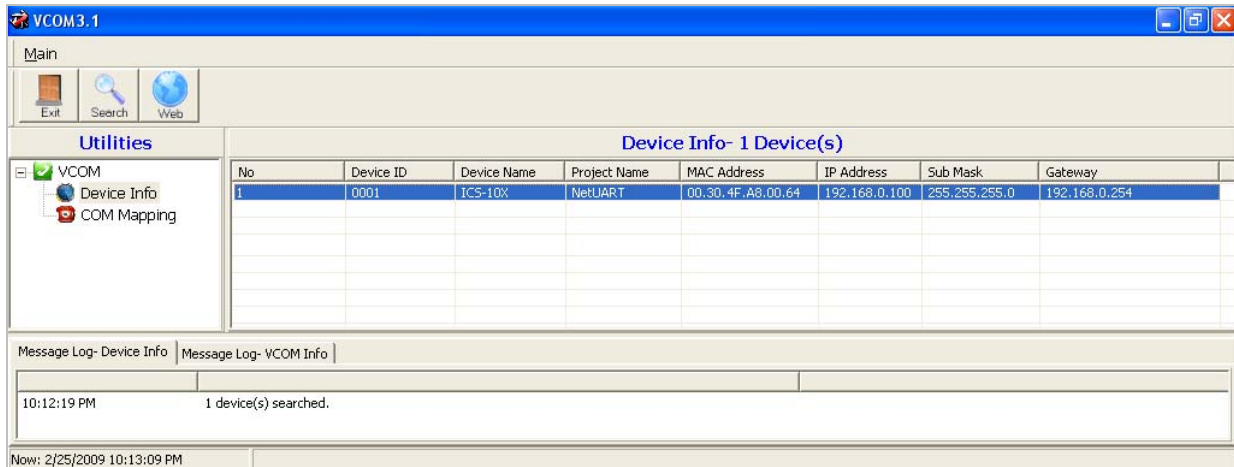 VCOM3.1
Main
Exit Search Web
Utilities
Device Info- 1 Device(s)
VCOM
Device Info
COM Mapping
No Device ID Device Name Project Name MAC Address IP Address Sub Mask Gateway
1 0001 ICS-10X NetUART 00.30.4F.A8.00.64 192.168.0.100 255.255.255.0 192.168.0.254
Message Log- Device Info Message Log- VCOM Info
10:12:19 PM 1 device(s) searched.
Now: 2/25/2009 10:13:09 PM